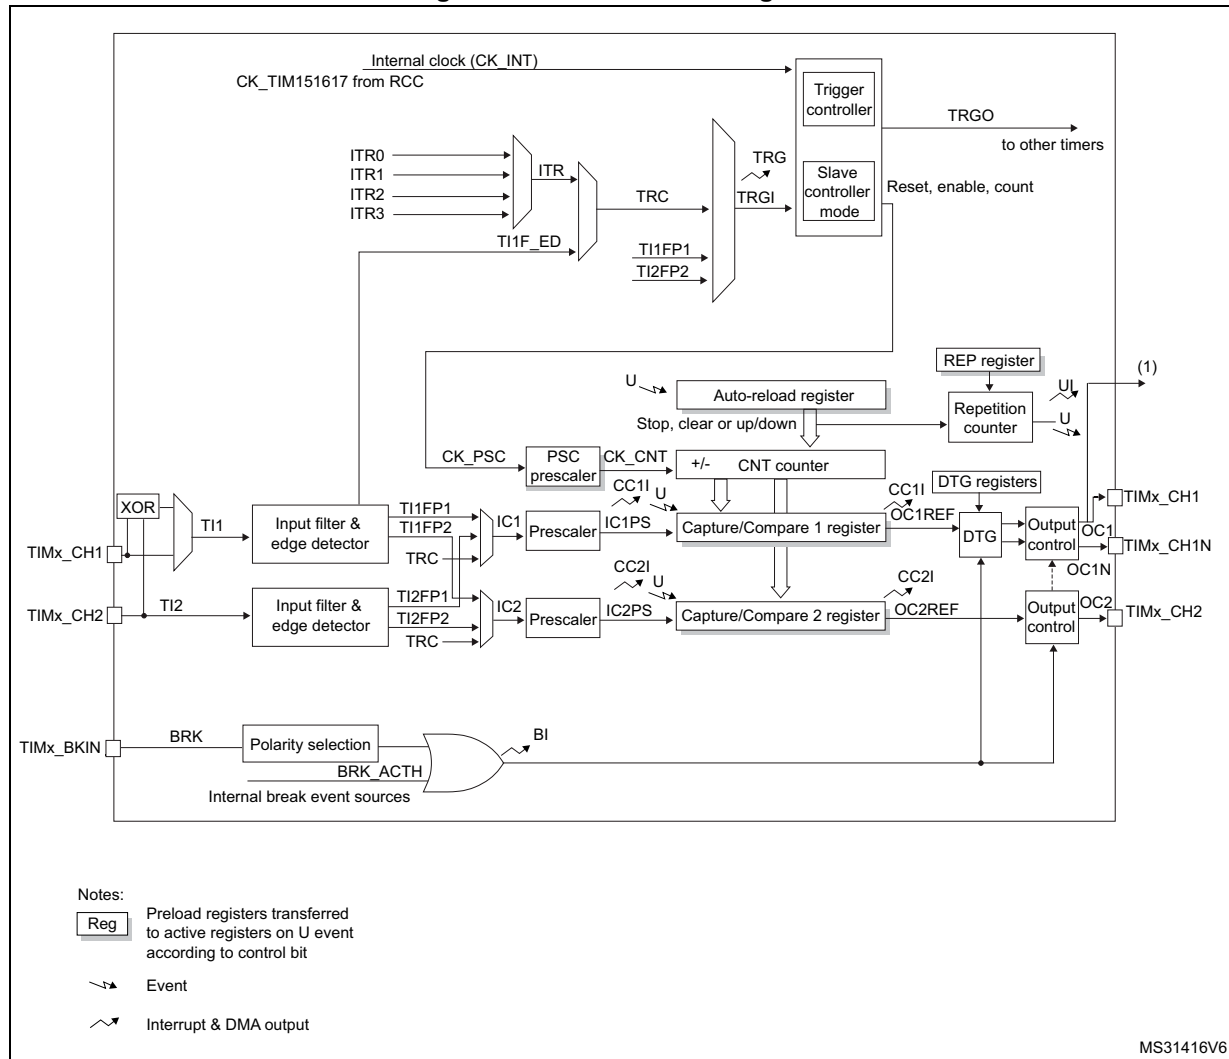 Internal clock (CK_INT)
CK_TIM151617 from RCC
Trigger
controller
TRGO
to other timers
ITR0
ITR1
ITR2
ITR3
ITR
TRC
TRG
TRGI
Slave
controller
mode
Reset, enable, count
TI1F_ED
TI1FP1
TI2FP2
REP register
(1)
U
Auto-reload register
UI
Repetition
counter
U
Stop, clear or up/down
CK_PSC
PSC
prescaler
CK_CNT
+/-
CNT counter
DTG registers
XOR
TI1
Input filter &
edge detector
TI1FP1
TI1FP2
TRC
IC1
Prescaler
IC1PS
CC1I
U
Capture/Compare 1 register
CC1I
OC1REF
DTG
Output
control
OC1
OC1N
TIMx_CH1
TIMx_CH1N
TIMx_CH1
TIMx_CH2
TI2
Input filter &
edge detector
TI2FP1
TI2FP2
TRC
IC2
Prescaler
IC2PS
CC2I
U
Capture/Compare 2 register
CC2I
OC2REF
Output
control
OC2
TIMx_CH2
TIMx_BKIN
BRK
Polarity selection
BI
BRK_ACTH
Internal break event sources
Notes:
Reg
Preload registers transferred
to active registers on U event
according to control bit
Event
Interrupt & DMA output
MS31416V6